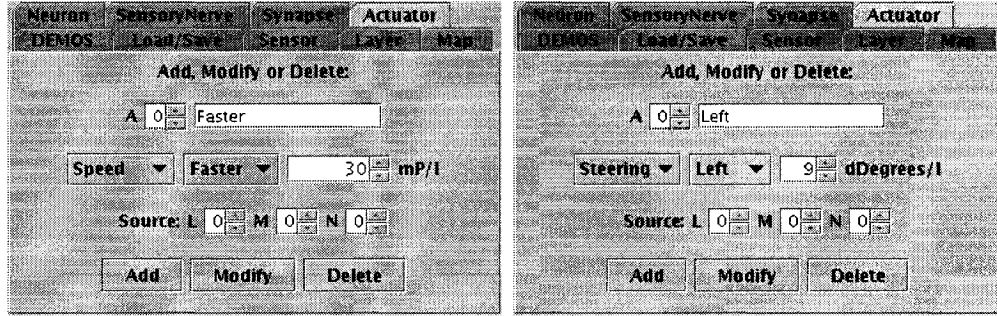 Neuron SensoryNerve Synapse Actuator
DEMOS Load/Save Sensor Layer Map
Add, Modify or Delete:
A 0 Faster
Speed Faster 30 mP/I
Source: L 0 M 0 N 0
Add Modify Delete
Neuron SensoryNerve Synapse Actuator
DEMOS Load/Save Sensor Layer Map
Add, Modify or Delete:
A 0 Left
Steering Left 9 dDegrees/I
Source: L 0 M 0 N 0
Add Modify Delete